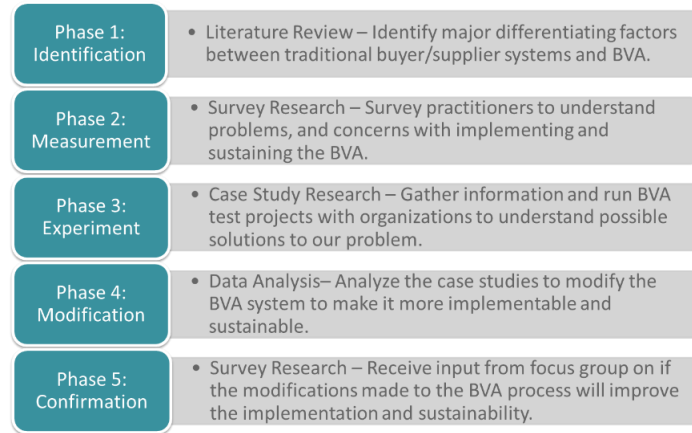 Phase 1:
Identification
• Literature Review – Identify major differentiating factors
between traditional buyer/supplier systems and BVA.
Phase 2:
Measurement
• Survey Research – Survey practitioners to understand
problems, and concerns with implementing and
sustaining the BVA.
Phase 3:
Experiment
• Case Study Research – Gather information and run BVA
test projects with organizations to understand possible
solutions to our problem.
Phase 4:
Modification
• Data Analysis– Analyze the case studies to modify the
BVA system to make it more implementable and
sustainable.
Phase 5:
Confirmation
• Survey Research – Receive input from focus group on if
the modifications made to the BVA process will improve
the implementation and sustainability.